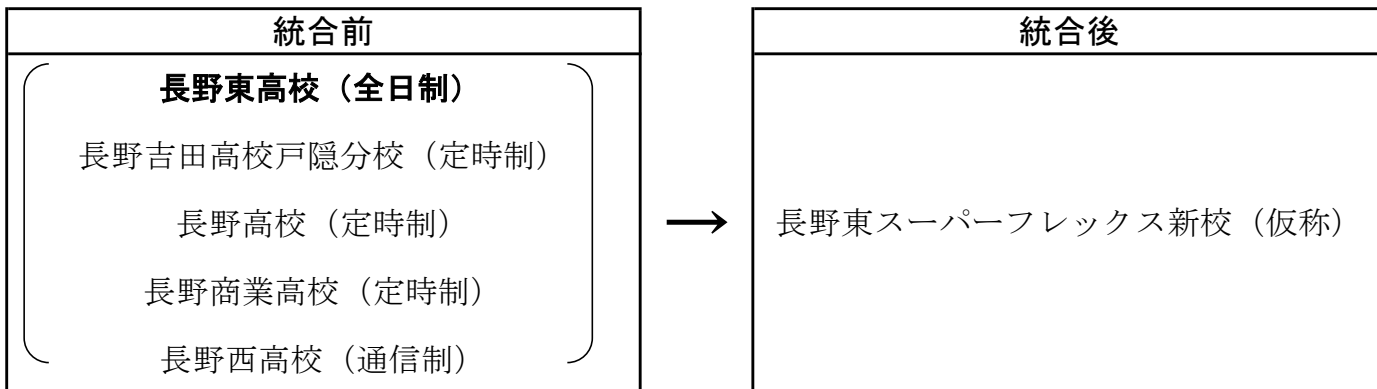 統合前
長野東高校（全日制）
長野吉田高校戸隠分校（定時制）
長野高校（定時制）
長野商業高校（定時制）
長野西高校（通信制）
→
統合後
長野東スーパーフレックス新校（仮称）